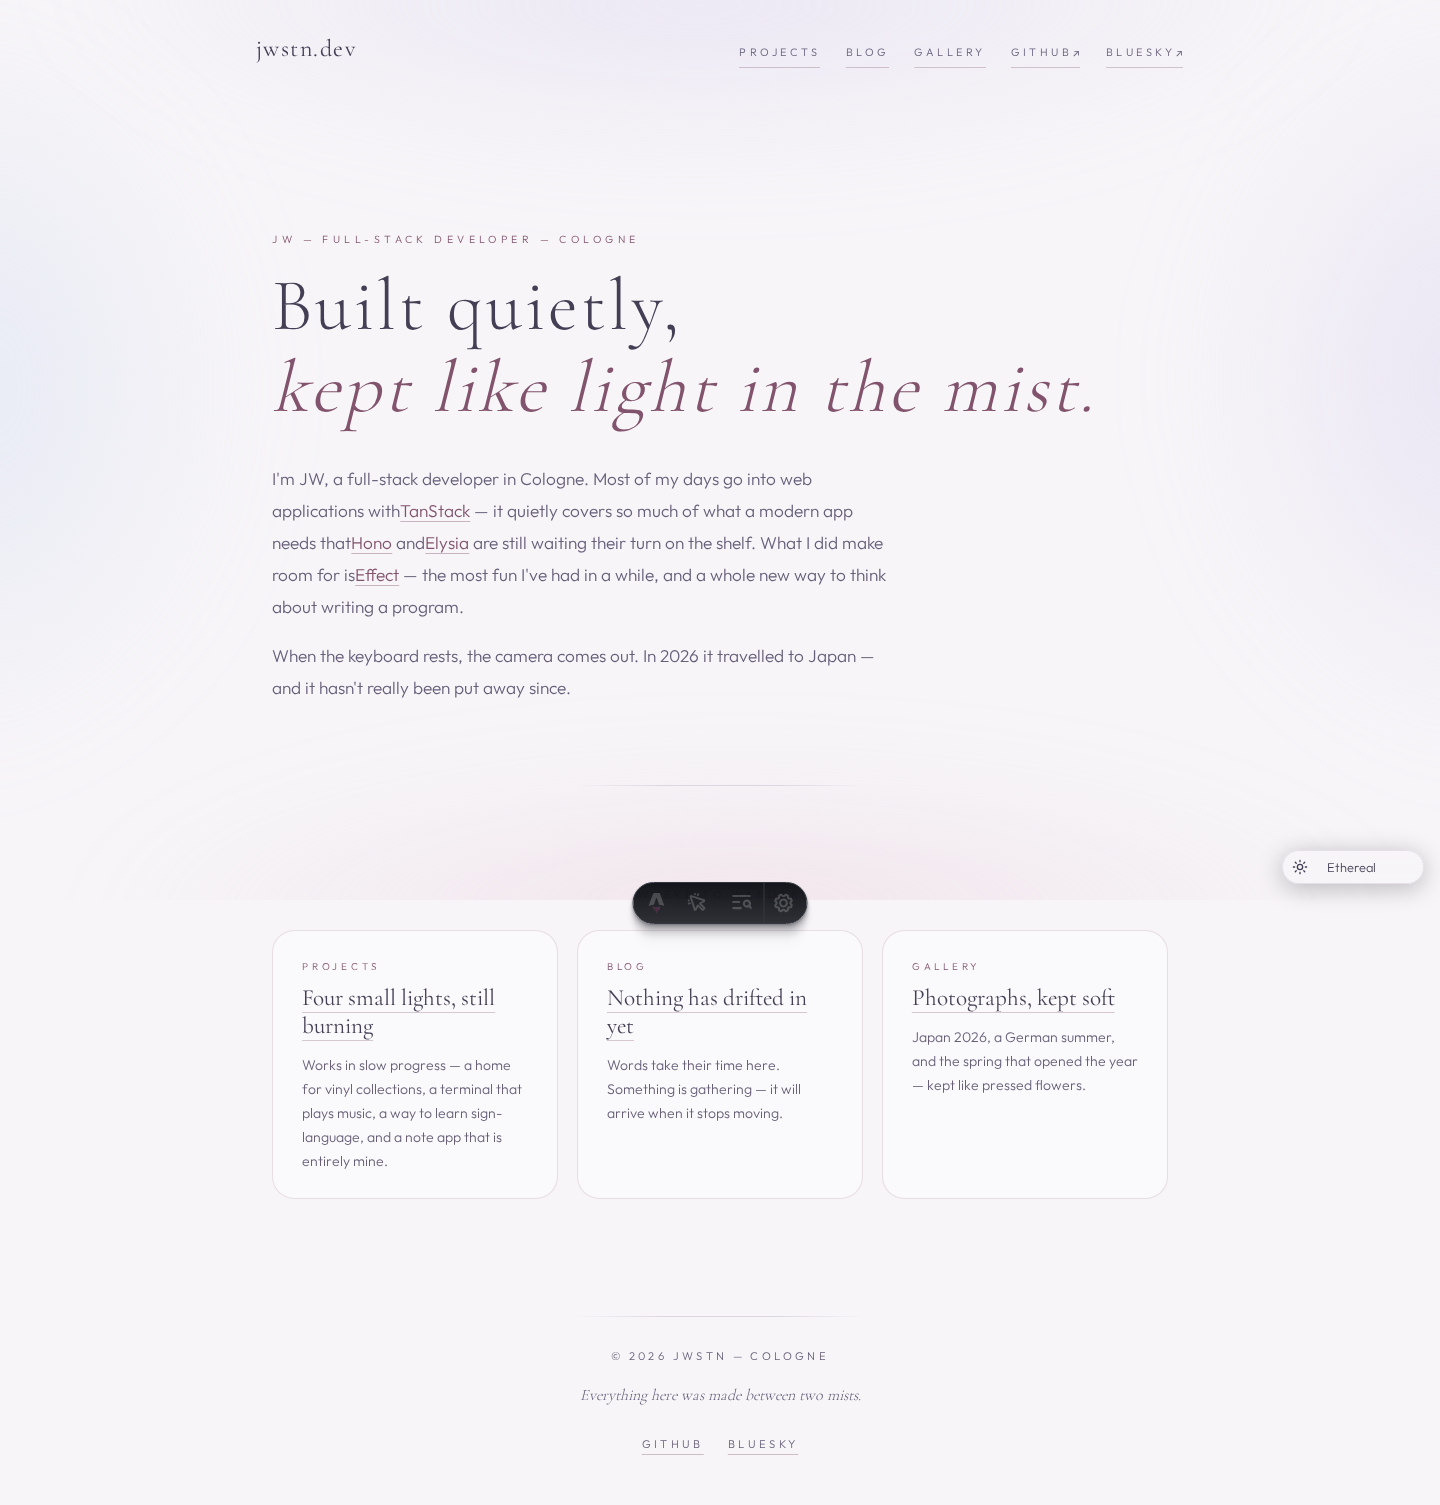 jwstn.dev
PROJECTS BLOG GALLERY GITHUB↗ BLUESKY↗
JW — FULL-STACK DEVELOPER — COLOGNE
Built quietly,
kept like light in the mist.
I'm JW, a full-stack developer in Cologne. Most of my days go into web
applications withTanStack — it quietly covers so much of what a modern app
needs thatHono andElysia are still waiting their turn on the shelf. What I did make
room for isEffect — the most fun I've had in a while, and a whole new way to think
about writing a program.
When the keyboard rests, the camera comes out. In 2026 it travelled to Japan —
and it hasn't really been put away since.
Ethereal
PROJECTS
Four small lights, still
burning
Works in slow progress — a home
for vinyl collections, a terminal that
plays music, a way to learn sign-
language, and a note app that is
entirely mine.
BLOG
Nothing has drifted in
yet
Words take their time here.
Something is gathering — it will
arrive when it stops moving.
GALLERY
Photographs, kept soft
Japan 2026, a German summer,
and the spring that opened the year
— kept like pressed flowers.
© 2026 JWSTN — COLOGNE
Everything here was made between two mists.
GITHUB BLUESKY